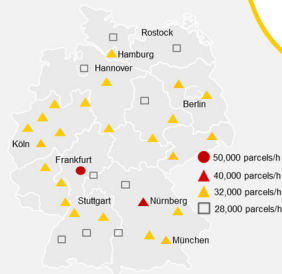 Rostock
Hamburg
Hannover
Berlin
Köln
Frankfurt
50,000 parcels/h
40,000 parcels/h
32,000 parcels/h
28,000 parcels/h
Stuttgart
Nürnberg
München